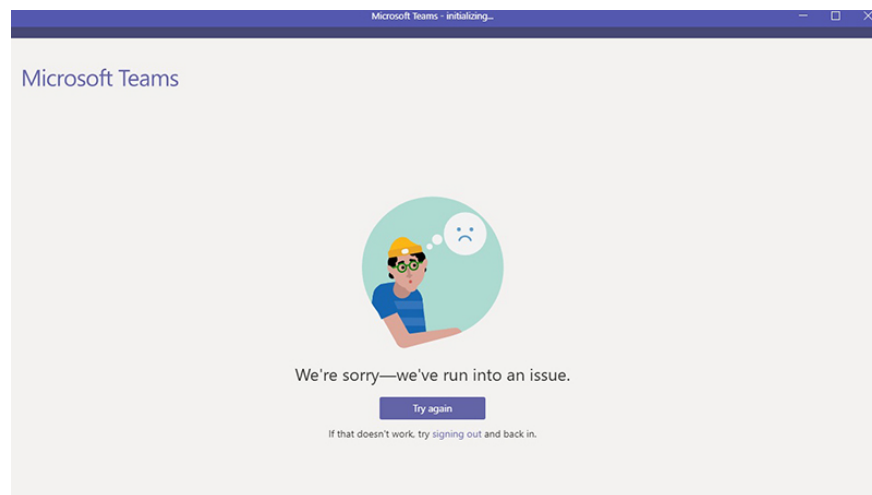 Microsoft Teams - initializing...
Microsoft Teams
We're sorry—we've run into an issue.
Try again
If that doesn't work, try signing out and back in.